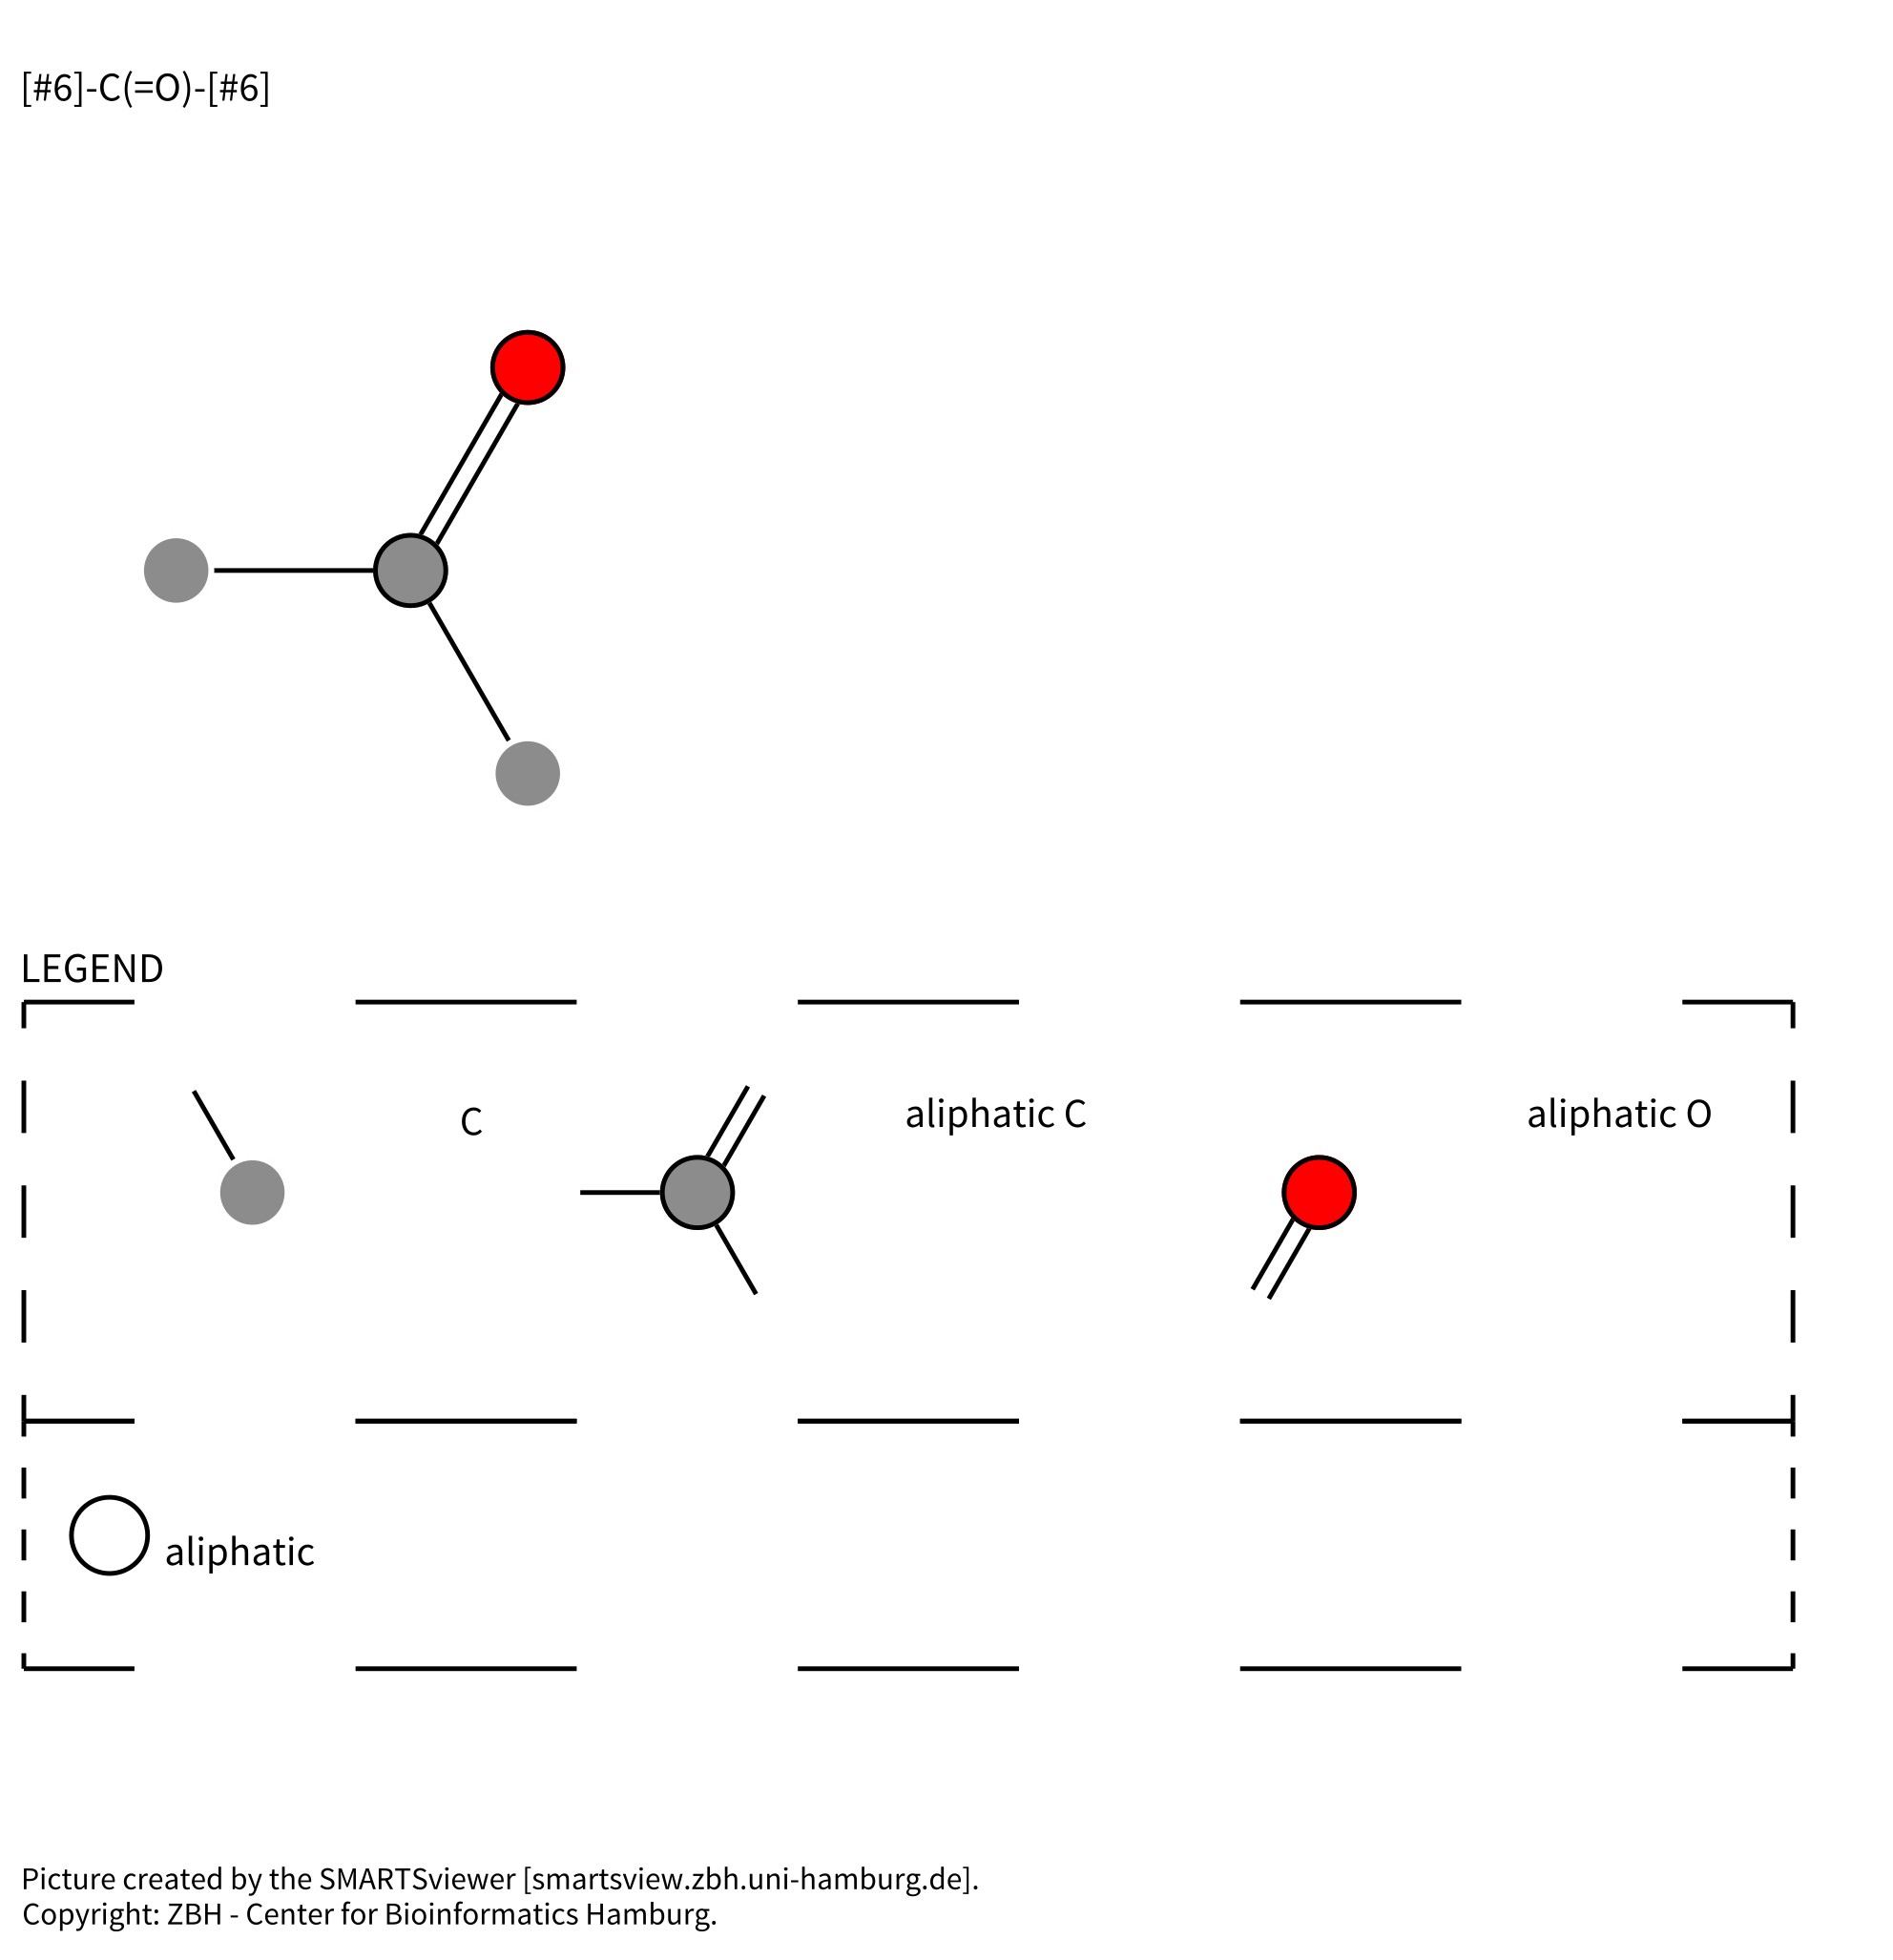 [#6]-C(=O)-[#6]
LEGEND
C
aliphatic C
aliphatic O
aliphatic
Picture created by the SMARTSviewer [smartsview.zbh.uni-hamburg.de].
Copyright: ZBH - Center for Bioinformatics Hamburg.